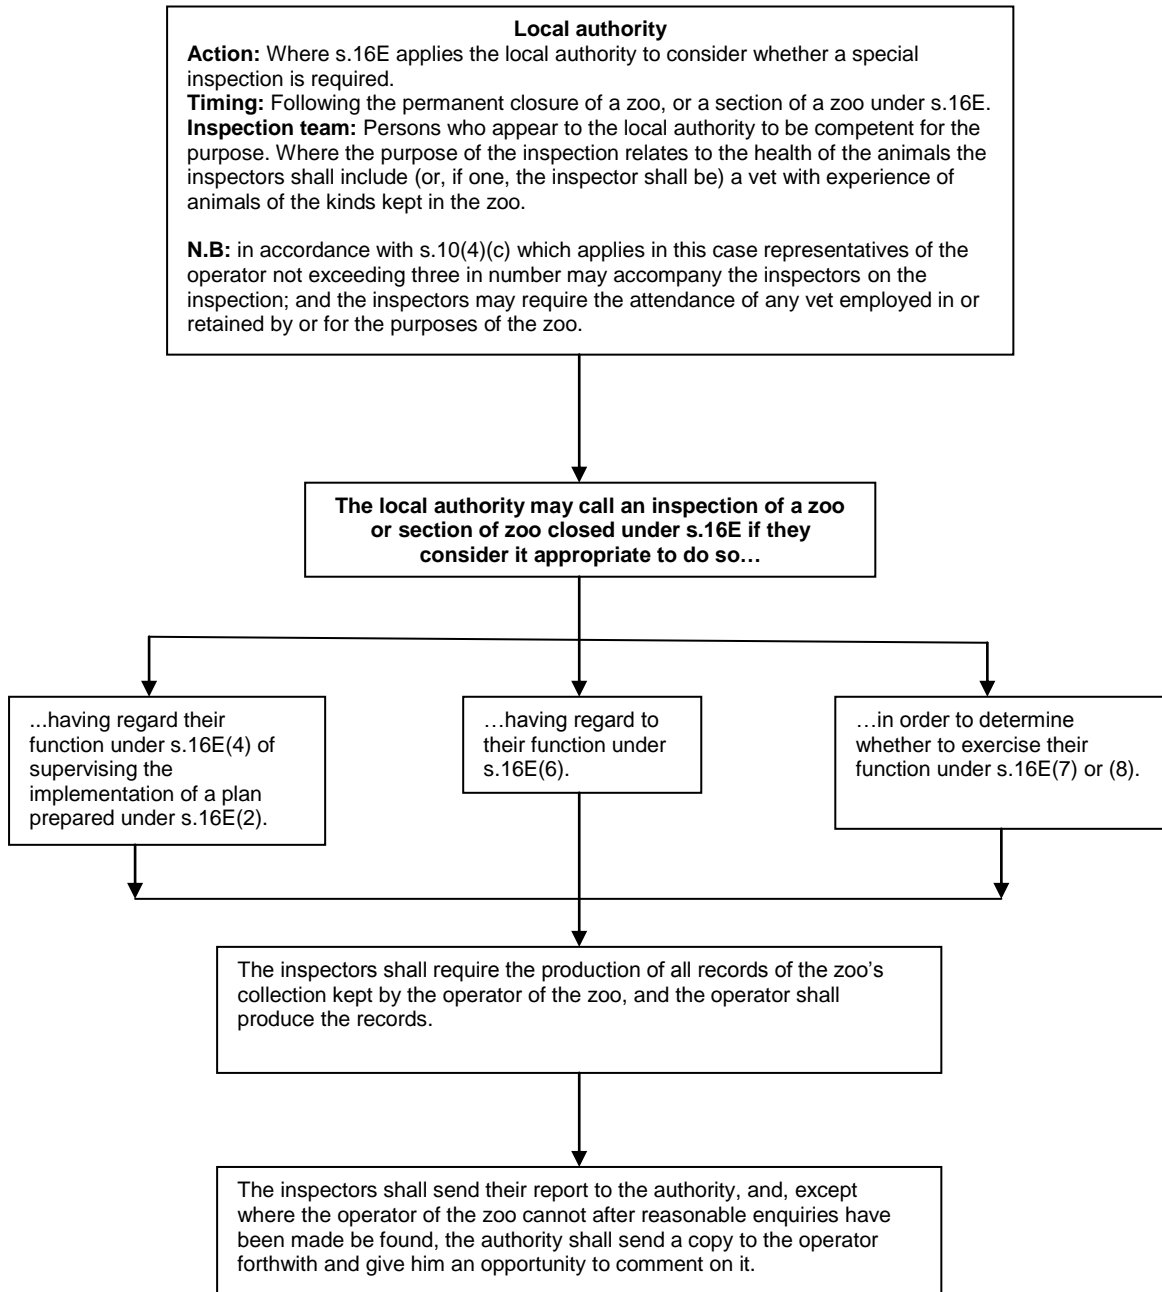 Local authority
Action: Where s.16E applies the local authority to consider whether a special
inspection is required.
Timing: Following the permanent closure of a zoo, or a section of a zoo under s.16E.
Inspection team: Persons who appear to the local authority to be competent for the
purpose. Where the purpose of the inspection relates to the health of the animals the
inspectors shall include (or, if one, the inspector shall be) a vet with experience of
animals of the kinds kept in the zoo.
N.B: in accordance with s.10(4)(c) which applies in this case representatives of the
operator not exceeding three in number may accompany the inspectors on the
inspection; and the inspectors may require the attendance of any vet employed in or
retained by or for the purposes of the zoo.
The local authority may call an inspection of a zoo
or section of zoo closed under s.16E if they
consider it appropriate to do so…
...having regard their
function under s.16E(4) of
supervising the
implementation of a plan
prepared under s.16E(2).
…having regard to
their function under
s.16E(6).
…in order to determine
whether to exercise their
function under s.16E(7) or (8).
The inspectors shall require the production of all records of the zoo’s
collection kept by the operator of the zoo, and the operator shall
produce the records.
The inspectors shall send their report to the authority, and, except
where the operator of the zoo cannot after reasonable enquiries have
been made be found, the authority shall send a copy to the operator
forthwith and give him an opportunity to comment on it.